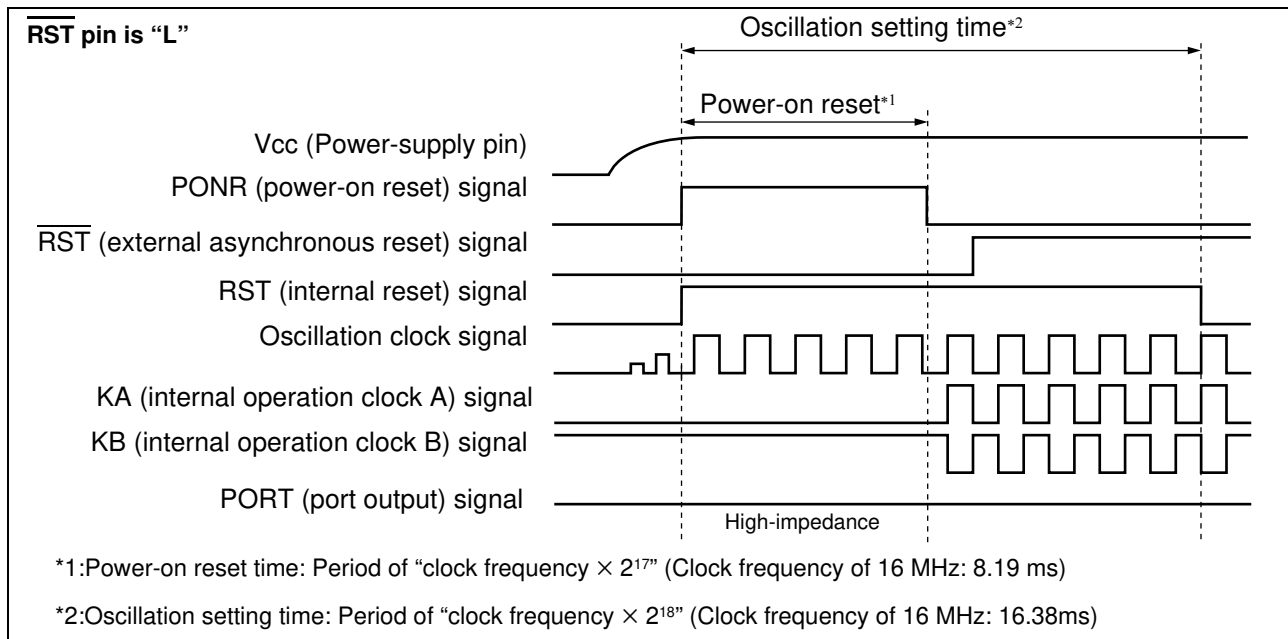 RST pin is “L”
Oscillation setting time*2
Power-on reset*1
Vcc (Power-supply pin)
PONR (power-on reset) signal
RST (external asynchronous reset) signal
RST (internal reset) signal
Oscillation clock signal
KA (internal operation clock A) signal
KB (internal operation clock B) signal
PORT (port output) signal
High-impedance
*1:Power-on reset time: Period of “clock frequency × 2¹⁷” (Clock frequency of 16 MHz: 8.19 ms)
*2:Oscillation setting time: Period of “clock frequency × 2¹⁸” (Clock frequency of 16 MHz: 16.38ms)